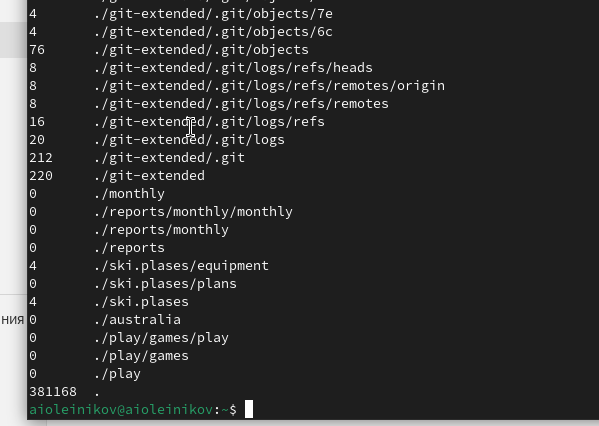 4 ./git-extended/.git/objects/7e
4 ./git-extended/.git/objects/6c
76 ./git-extended/.git/objects
8 ./git-extended/.git/logs/refs/heads
8 ./git-extended/.git/logs/refs/remotes/origin
8 ./git-extended/.git/logs/refs/remotes
16 ./git-extended/.git/logs/refs
20 ./git-extended/.git/logs
212 ./git-extended/.git
220 ./git-extended
0 ./monthly
0 ./reports/monthly/monthly
0 ./reports/monthly
0 ./reports
4 ./ski.plases/equipment
0 ./ski.plases/plans
4 ./ski.plases
ния
0 ./australia
0 ./play/games/play
0 ./play/games
0 ./play
381168 .
aioleinikov@aioleinikov:~$